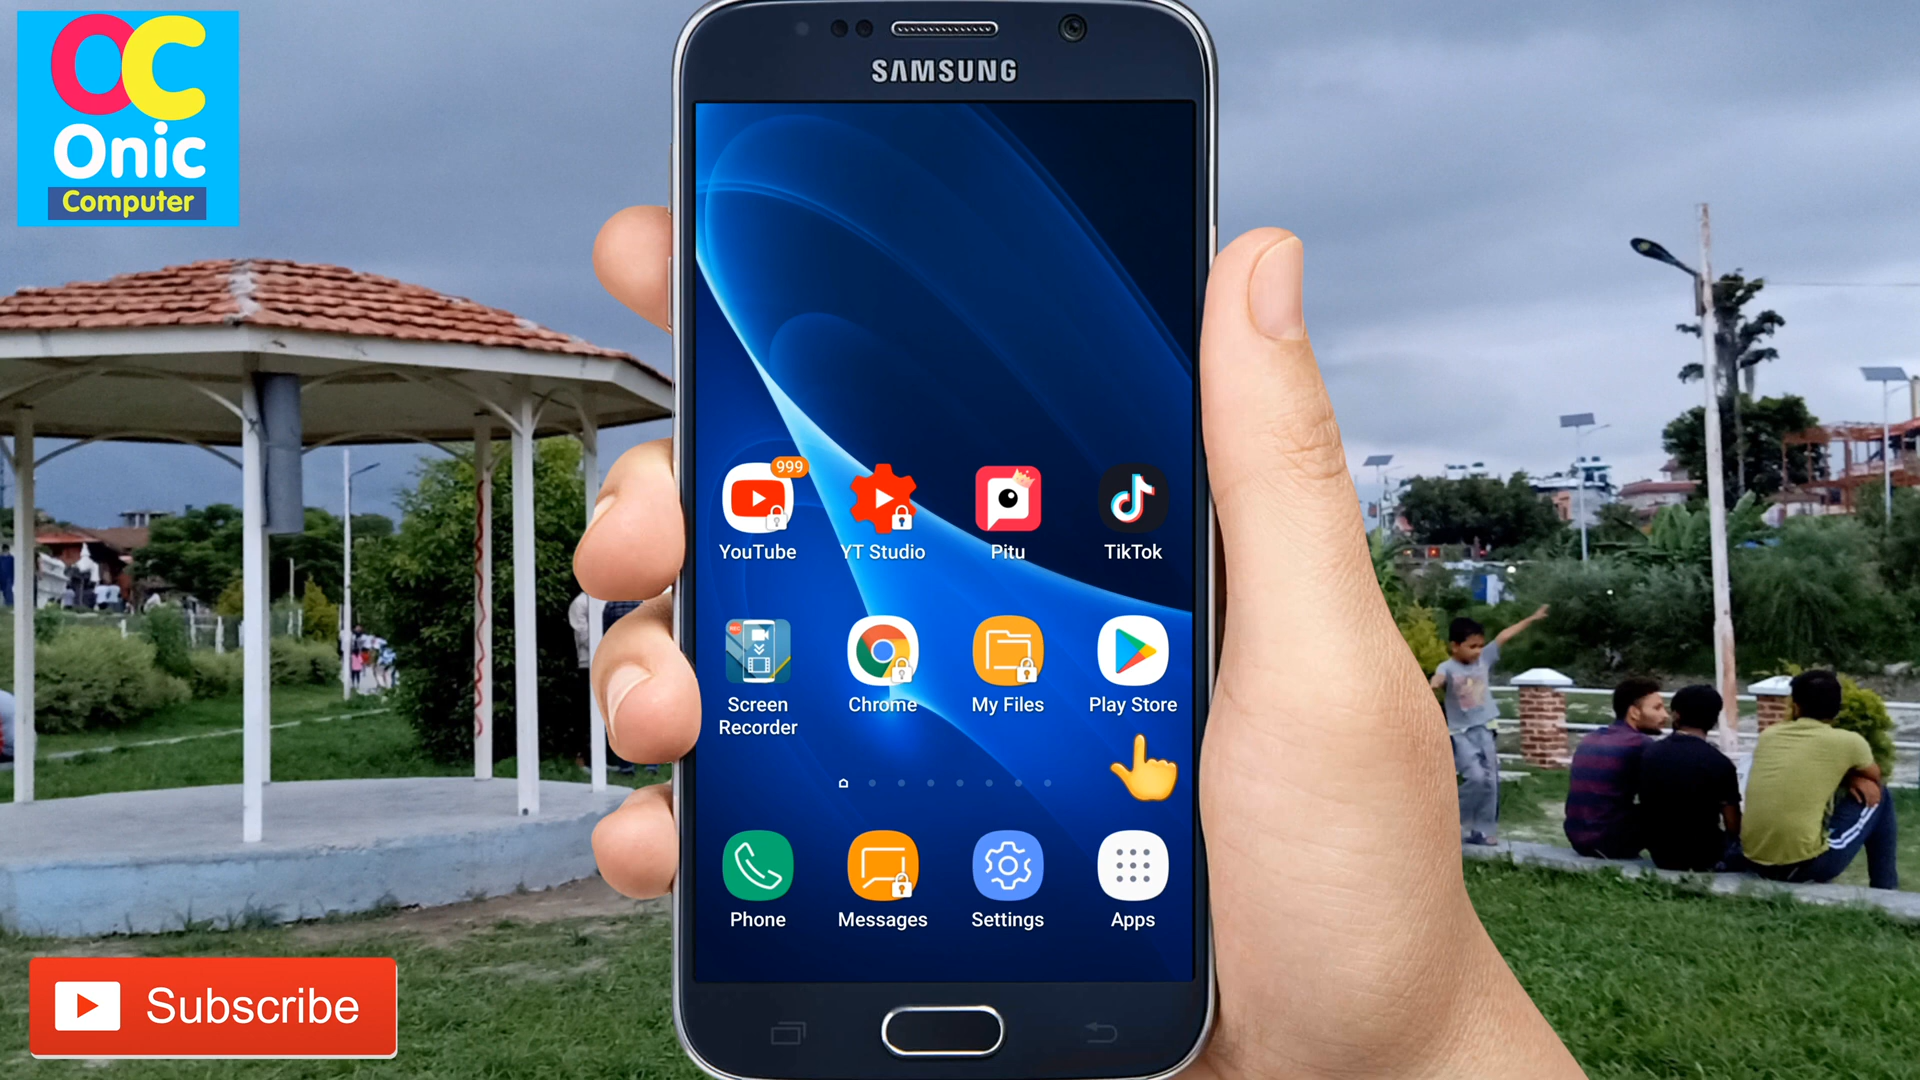 OC
Onic
Computer
SAMSUNG
999
YouTube
YT Studio
Pitu
TikTok
REC
Screen
Recorder
Chrome
My Files
Play Store
Phone
Messages
Settings
Apps
Subscribe